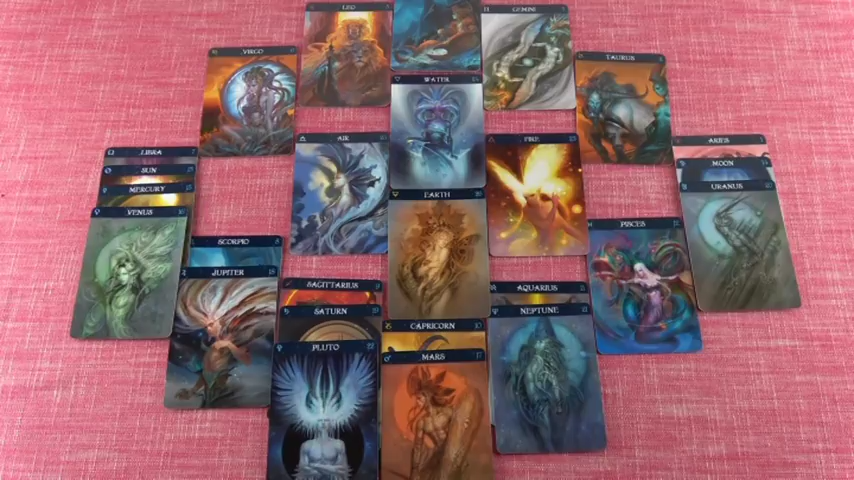 LEO
GEMINI
VIRGO
TAURUS
WATER
AIR
FIRE
ARIES
LIBRA
MOON
SUN
MERCURY
URANUS
EARTH
VENUS
PISCES
SCORPIO
JUPITER
SAGITTARIUS
AQUARIUS
SATURN
NEPTUNE
CAPRICORN
PLUTO
MARS